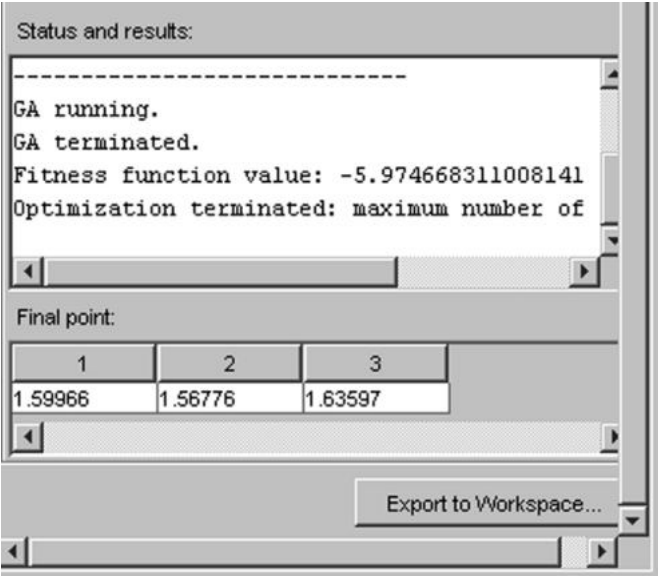 Status and results:
------------------------------
GA running.
GA terminated.
Fitness function value: -5.974668311008141
Optimization terminated: maximum number of
Final point:
1 2 3
1.59966 1.56776 1.63597
Export to Workspace...